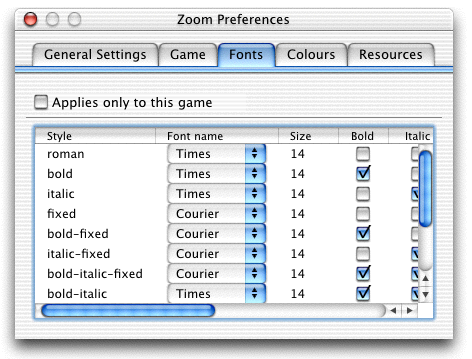 Zoom Preferences
General Settings Game Fonts Colours Resources
Applies only to this game
Style Font name Size Bold Italic
roman Times 14
bold Times 14
italic Times 14
fixed Courier 14
bold-fixed Courier 14
italic-fixed Courier 14
bold-italic-fixed Courier 14
bold-italic Times 14